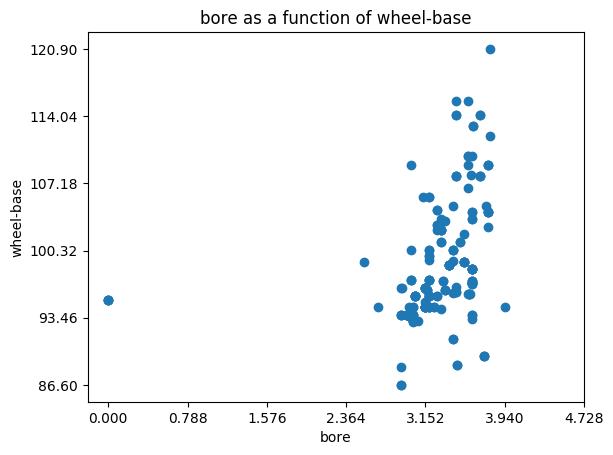 bore as a function of wheel-base
120.90
114.04
107.18
100.32
93.46
86.60
wheel-base
0.000 0.788 1.576 2.364 3.152 3.940 4.728
bore